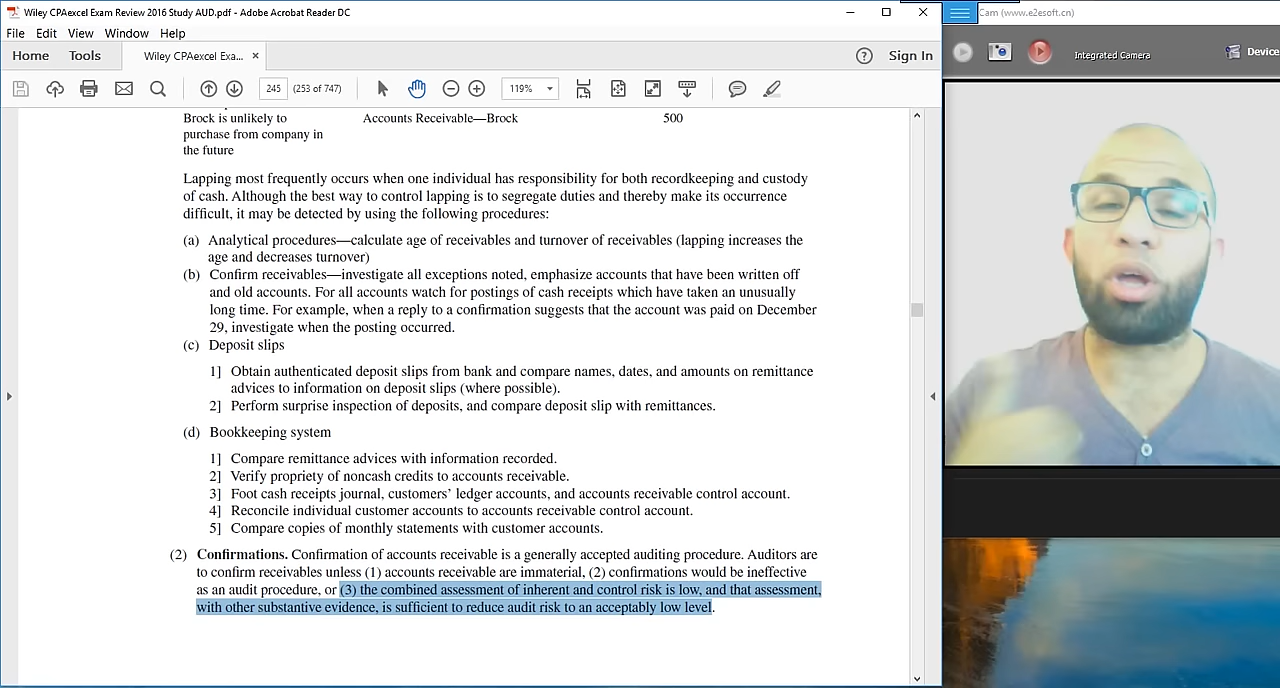 Wiley CPAexcel Exam Review 2016 Study AUD.pdf - Adobe Acrobat Reader DC
Cam (www.e2esoft.cn)
File Edit View Window Help
Home Tools Wiley CPAexcel Exa... × Sign In
Integrated Camera
Device
245 (253 of 747) 119%
Brock is unlikely to Accounts Receivable—Brock 500
purchase from company in
the future
Lapping most frequently occurs when one individual has responsibility for both recordkeeping and custody
of cash. Although the best way to control lapping is to segregate duties and thereby make its occurrence
difficult, it may be detected by using the following procedures:
(a) Analytical procedures—calculate age of receivables and turnover of receivables (lapping increases the
age and decreases turnover)
(b) Confirm receivables—investigate all exceptions noted, emphasize accounts that have been written off
and old accounts. For all accounts watch for postings of cash receipts which have taken an unusually
long time. For example, when a reply to a confirmation suggests that the account was paid on December
29, investigate when the posting occurred.
(c) Deposit slips
1] Obtain authenticated deposit slips from bank and compare names, dates, and amounts on remittance
advices to information on deposit slips (where possible).
2] Perform surprise inspection of deposits, and compare deposit slip with remittances.
(d) Bookkeeping system
1] Compare remittance advices with information recorded.
2] Verify propriety of noncash credits to accounts receivable.
3] Foot cash receipts journal, customers’ ledger accounts, and accounts receivable control account.
4] Reconcile individual customer accounts to accounts receivable control account.
5] Compare copies of monthly statements with customer accounts.
(2) Confirmations. Confirmation of accounts receivable is a generally accepted auditing procedure. Auditors are
to confirm receivables unless (1) accounts receivable are immaterial, (2) confirmations would be ineffective
as an audit procedure, or (3) the combined assessment of inherent and control risk is low, and that assessment,
with other substantive evidence, is sufficient to reduce audit risk to an acceptably low level.